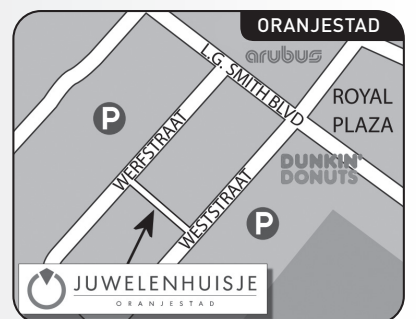 ORANJESTAD
arubus
L.G. SMITH BLVD
ROYAL
PLAZA
P
WERFSTRAAT
DUNKIN'
DONUTS
WESTSTRAAT
P
JUWELENHUISJE
ORANJESTAD